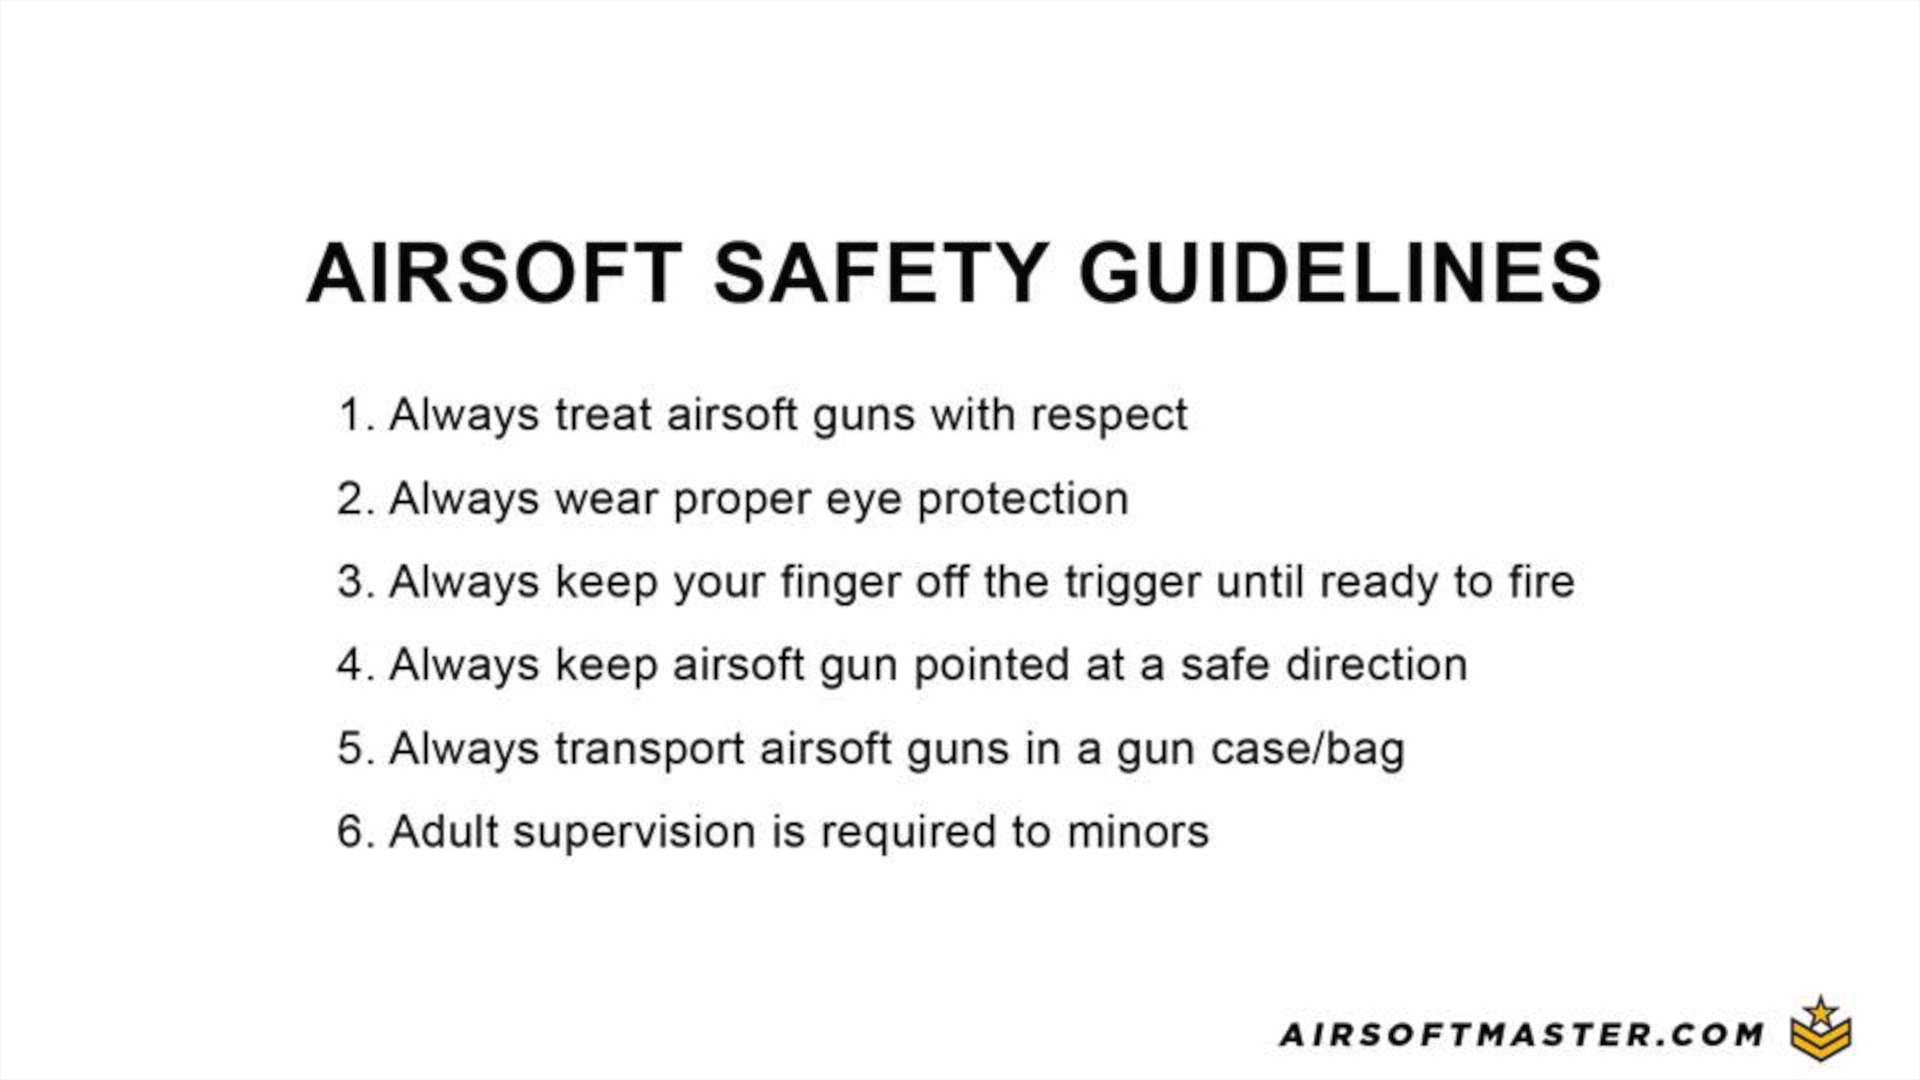 AIRSOFT SAFETY GUIDELINES
1. Always treat airsoft guns with respect
2. Always wear proper eye protection
3. Always keep your finger off the trigger until ready to fire
4. Always keep airsoft gun pointed at a safe direction
5. Always transport airsoft guns in a gun case/bag
6. Adult supervision is required to minors
AIRSOFTMASTER.COM